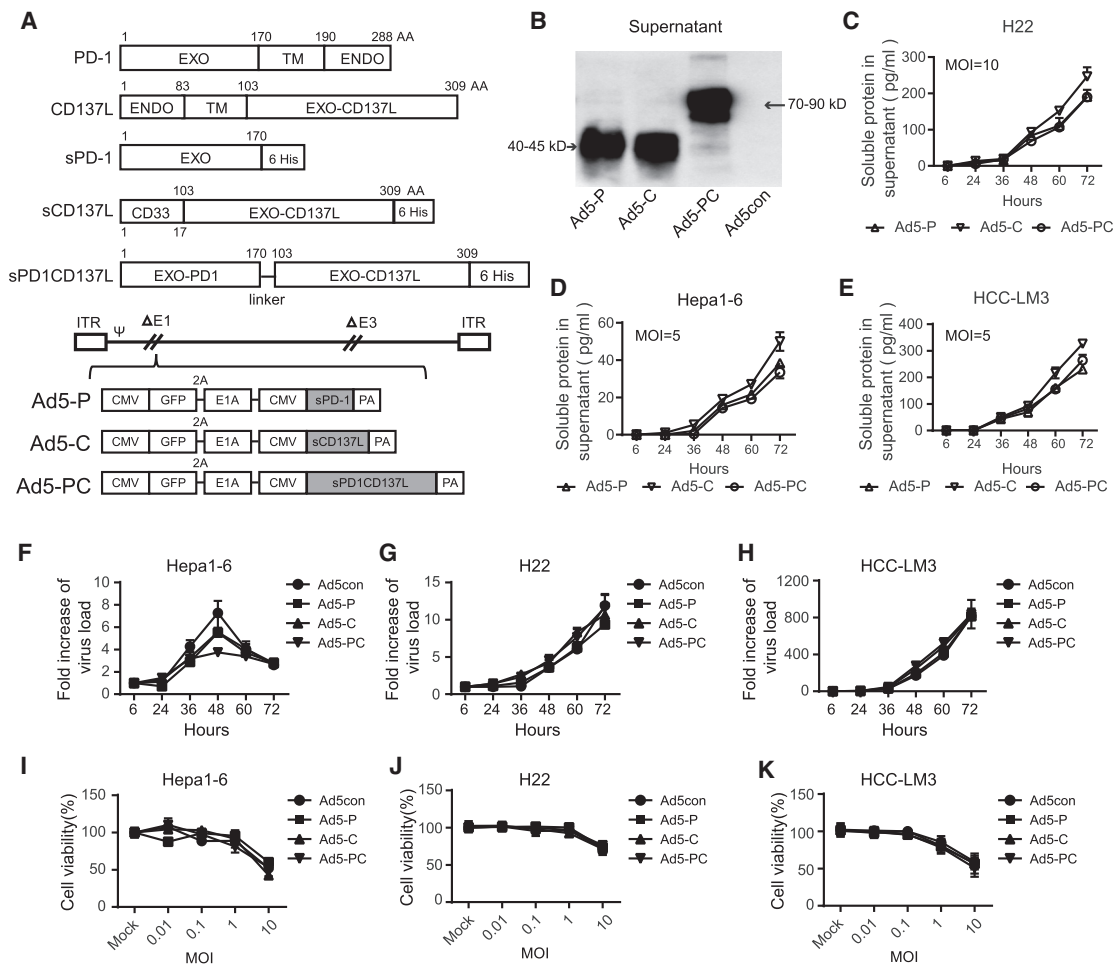 A
1 170 190 288 AA
PD-1 EXO TM ENDO
1 83 103 309 AA
CD137L ENDO TM EXO-CD137L
1 170
sPD-1 EXO 6 His
103 309 AA
sCD137L CD33 EXO-CD137L 6 His
1 17
1 170 103 309
sPD1CD137L EXO-PD1 EXO-CD137L 6 His
linker
ITR Ψ ΔE1 ΔE3 ITR
2A
Ad5-P CMV GFP E1A CMV sPD-1 PA
2A
Ad5-C CMV GFP E1A CMV sCD137L PA
2A
Ad5-PC CMV GFP E1A CMV sPD1CD137L PA
B
Supernatant
70-90 kD
40-45 kD
Ad5-P Ad5-C Ad5-PC Ad5con
C
H22
Soluble protein in
supernatant ( pg/ml)
MOI=10
300
200
100
0
6 24 36 48 60 72
Hours
Ad5-P Ad5-C Ad5-PC
D
Hepa1-6
Soluble protein in
supernatant ( pg/ml)
MOI=5
60
40
20
0
6 24 36 48 60 72
Hours
Ad5-P Ad5-C Ad5-PC
E
HCC-LM3
Soluble protein in
supernatant ( pg/ml)
MOI=5
400
300
200
100
0
6 24 36 48 60 72
Hours
Ad5-P Ad5-C Ad5-PC
F
Hepa1-6
Fold increase of
virus load
10
8
6
4
2
0
6 24 36 48 60 72
Hours
Ad5con
Ad5-P
Ad5-C
Ad5-PC
G
H22
Fold increase of
virus load
15
10
5
0
6 24 36 48 60 72
Hours
Ad5con
Ad5-P
Ad5-C
Ad5-PC
H
HCC-LM3
Fold increase of
virus load
1200
800
400
0
6 24 36 48 60 72
Hours
Ad5con
Ad5-P
Ad5-C
Ad5-PC
I
Hepa1-6
Cell viability(%)
150
100
50
0
Mock 0.01 0.1 1 10
MOI
Ad5con
Ad5-P
Ad5-C
Ad5-PC
J
H22
Cell viability(%)
150
100
50
0
Mock 0.01 0.1 1 10
MOI
Ad5con
Ad5-P
Ad5-C
Ad5-PC
K
HCC-LM3
Cell viability(%)
150
100
50
0
Mock 0.01 0.1 1 10
MOI
Ad5con
Ad5-P
Ad5-C
Ad5-PC